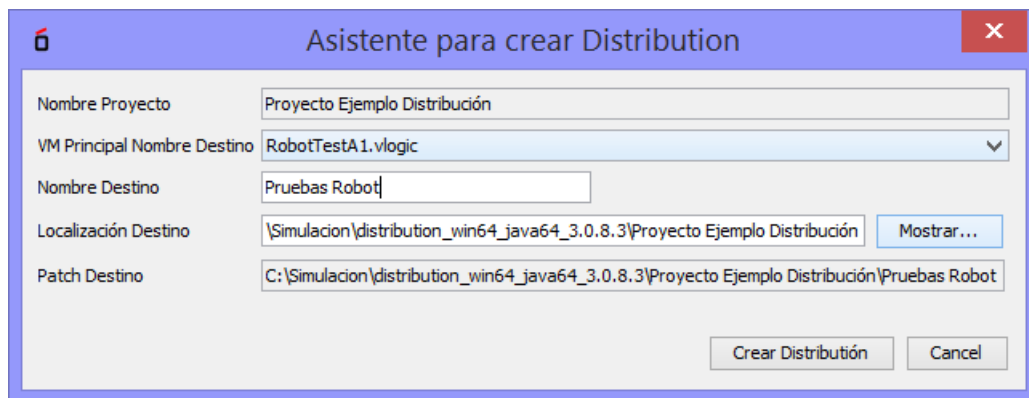 Asistente para crear Distribution
Nombre Proyecto Proyecto Ejemplo Distribución
VM Principal Nombre Destino RobotTestA1.vlogic
Nombre Destino Pruebas Robot
Localización Destino \Simulacion\distribution_win64_java64_3.0.8.3\Proyecto Ejemplo Distribución Mostrar...
Patch Destino C:\Simulacion\distribution_win64_java64_3.0.8.3\Proyecto Ejemplo Distribución\Pruebas Robot
Crear Distributión Cancel